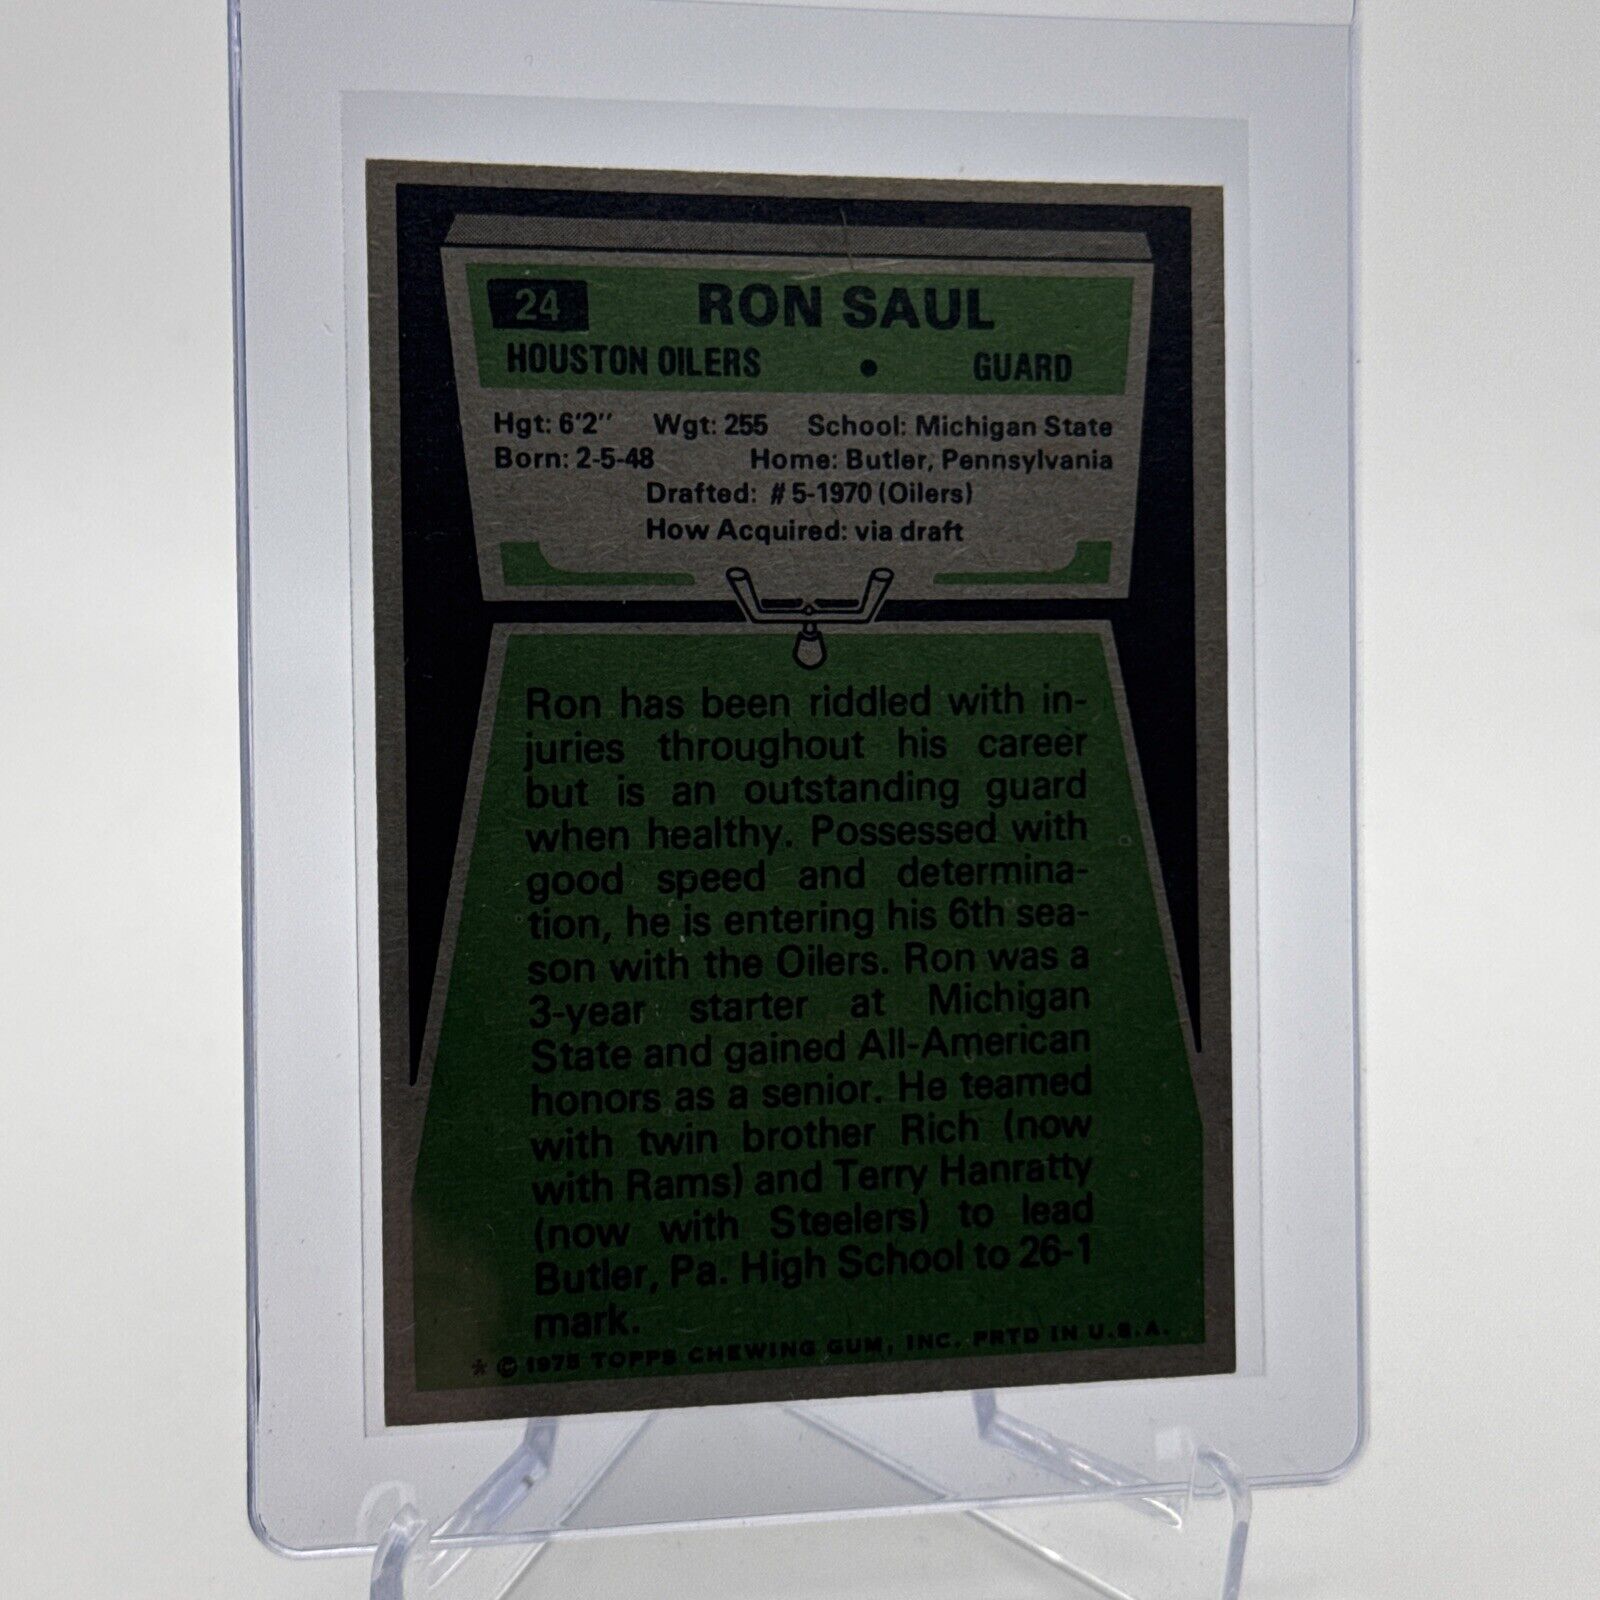 24 RON SAUL
HOUSTON OILERS • GUARD
Hgt: 6'2'' Wgt: 255 School: Michigan State
Born: 2-5-48 Home: Butler, Pennsylvania
Drafted: #5-1970 (Oilers)
How Acquired: via draft
Ron has been riddled with in-
juries throughout his career
but is an outstanding guard
when healthy. Possessed with
good speed and determina-
tion, he is entering his 6th sea-
son with the Oilers. Ron was a
3-year starter at Michigan
State and gained All-American
honors as a senior. He teamed
with twin brother Rich (now
with Rams) and Terry Hanratty
(now with Steelers) to lead
Butler, Pa. High School to 26-1
mark.
* © 1975 TOPPS CHEWING GUM, INC. PRTD IN U.S.A.